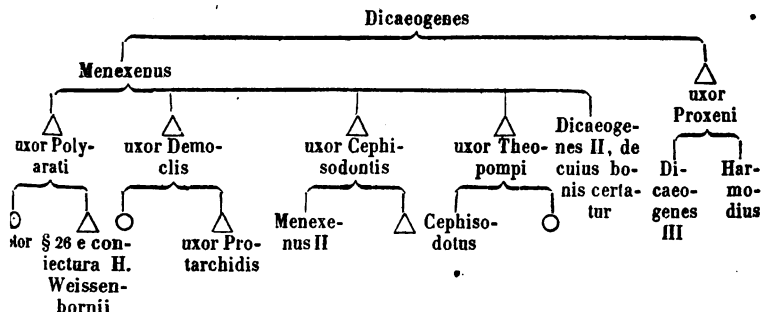 Dicaeogenes
Menexenus
uxor
Proxeni
uxor Poly-
arati
uxor Demo-
clis
uxor Cephi-
sodontis
uxor Theo-
pompi
Dicaeoge-
nes II, de
cuius bo-
nis certa-
tur
Di-
caeo-
genes
III
Har-
mo-
dius
§ 26 e con-
iectura H.
Weissen-
bornii
uxor Pro-
tarchidis
Menexe-
nus II
Cephiso-
dotus